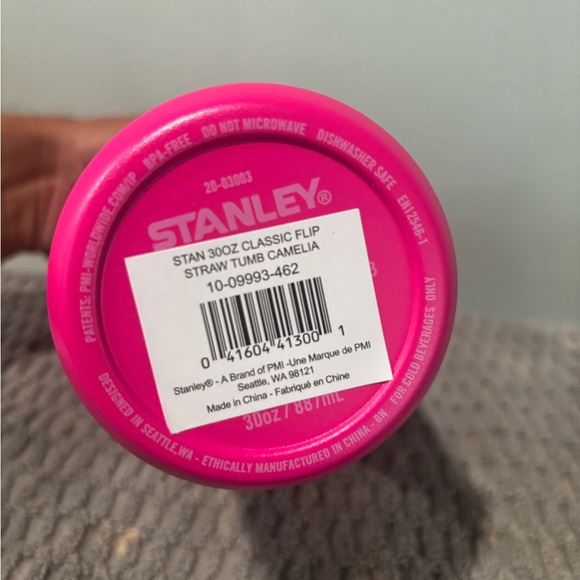 PATENTS: PMI-WORLDWIDE.COM/IP BPA-FREE DO NOT MICROWAVE DISHWASHER SAFE EN12546-1
20-03003
STANLEY®
STAN 30OZ CLASSIC FLIP
STRAW TUMB CAMELIA
10-09993-462
0 41604 41300 1
Stanley® - A Brand of PMI -Une Marque de PMI
Seattle, WA 98121
Made in China - Fabriqué en Chine
30oz / 887mL
DESIGNED IN SEATTLE,WA - ETHICALLY MANUFACTURED IN CHINA - BN FOR COLD BEVERAGES ONLY